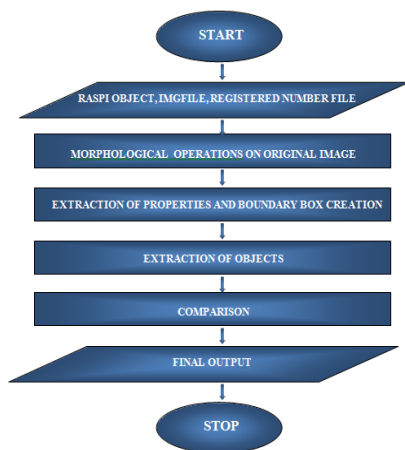 START
RASPI OBJECT, IMGFILE, REGISTERED NUMBER FILE
MORPHOLOGICAL OPERATIONS ON ORIGINAL IMAGE
EXTRACTION OF PROPERTIES AND BOUNDARY BOX CREATION
EXTRACTION OF OBJECTS
COMPARISON
FINAL OUTPUT
STOP